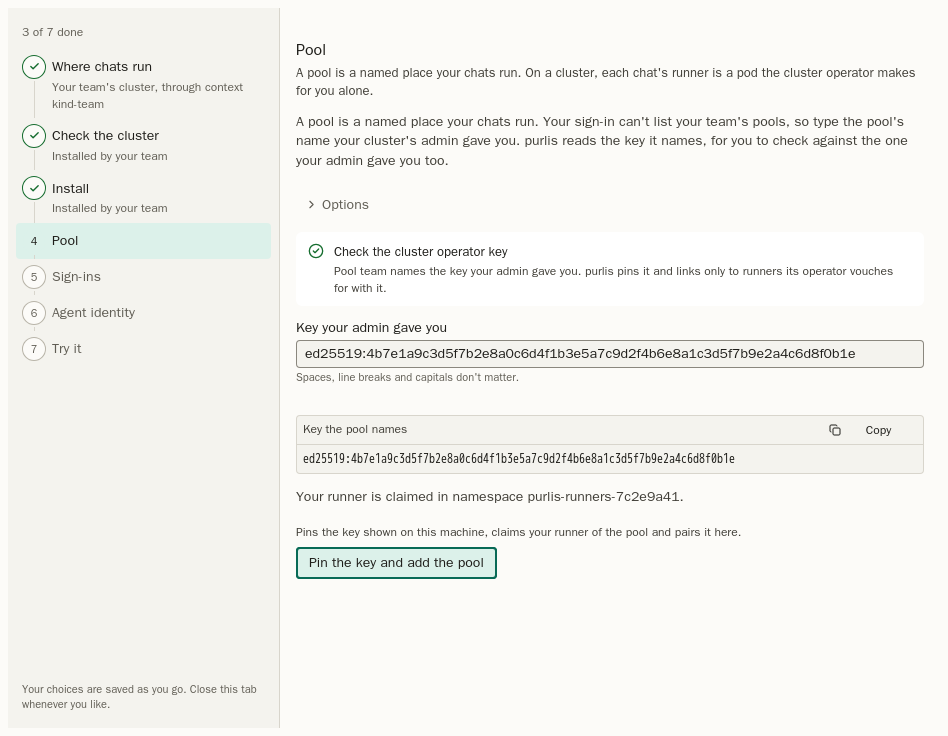 3 of 7 done
Where chats run
Your team's cluster, through context
kind-team
Check the cluster
Installed by your team
Install
Installed by your team
4 Pool
5 Sign-ins
6 Agent identity
7 Try it
Your choices are saved as you go. Close this tab
whenever you like.
Pool
A pool is a named place your chats run. On a cluster, each chat's runner is a pod the cluster operator makes
for you alone.
A pool is a named place your chats run. Your sign-in can't list your team's pools, so type the pool's
name your cluster's admin gave you. purlis reads the key it names, for you to check against the one
your admin gave you too.
Options
Check the cluster operator key
Pool team names the key your admin gave you. purlis pins it and links only to runners its operator vouches
for with it.
Key your admin gave you
ed25519:4b7e1a9c3d5f7b2e8a0c6d4f1b3e5a7c9d2f4b6e8a1c3d5f7b9e2a4c6d8f0b1e
Spaces, line breaks and capitals don't matter.
Key the pool names
Copy
ed25519:4b7e1a9c3d5f7b2e8a0c6d4f1b3e5a7c9d2f4b6e8a1c3d5f7b9e2a4c6d8f0b1e
Your runner is claimed in namespace purlis-runners-7c2e9a41.
Pins the key shown on this machine, claims your runner of the pool and pairs it here.
Pin the key and add the pool